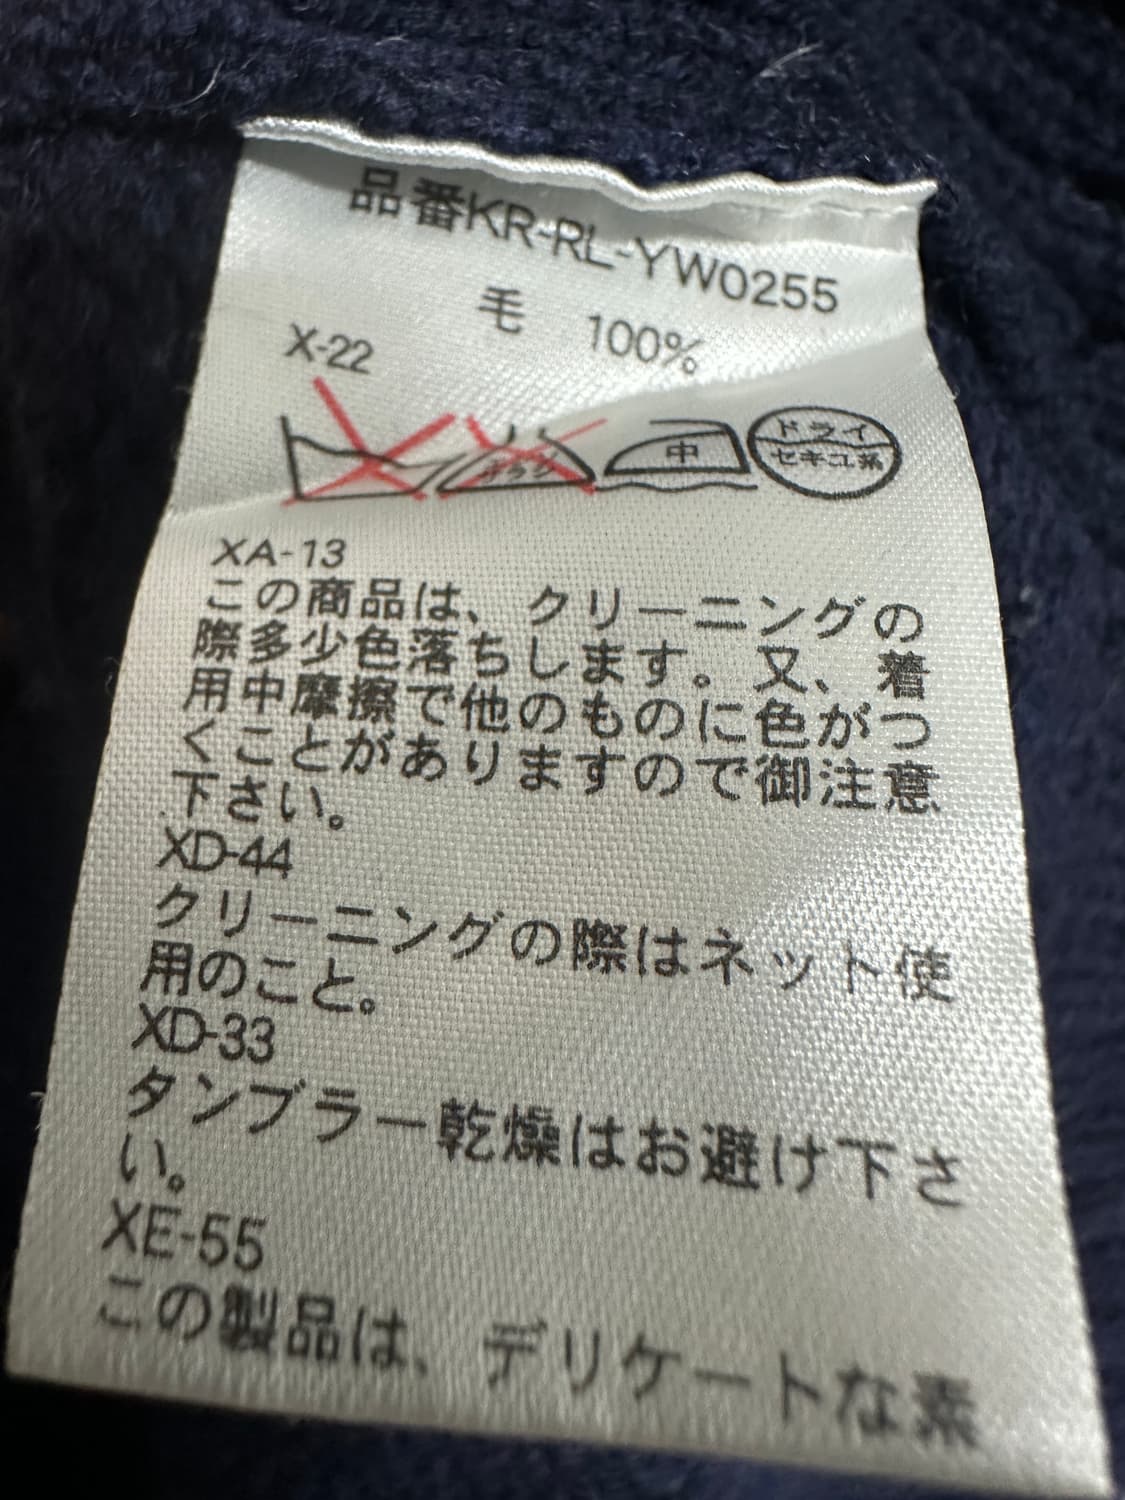 品番KR-RL-YW0255
毛 100%
X-22
エンソ サラシ
中
ドライ
セキユ系
XA-13
この商品は、クリーニングの
際多少色落ちします。又、着
用中摩擦で他のものに色がつ
くことがありますので御注意
下さい。
XD-44
クリーニングの際はネット使
用のこと。
XD-33
タンブラー乾燥はお避け下さ
い。
XE-55
この製品は、デリケートな素